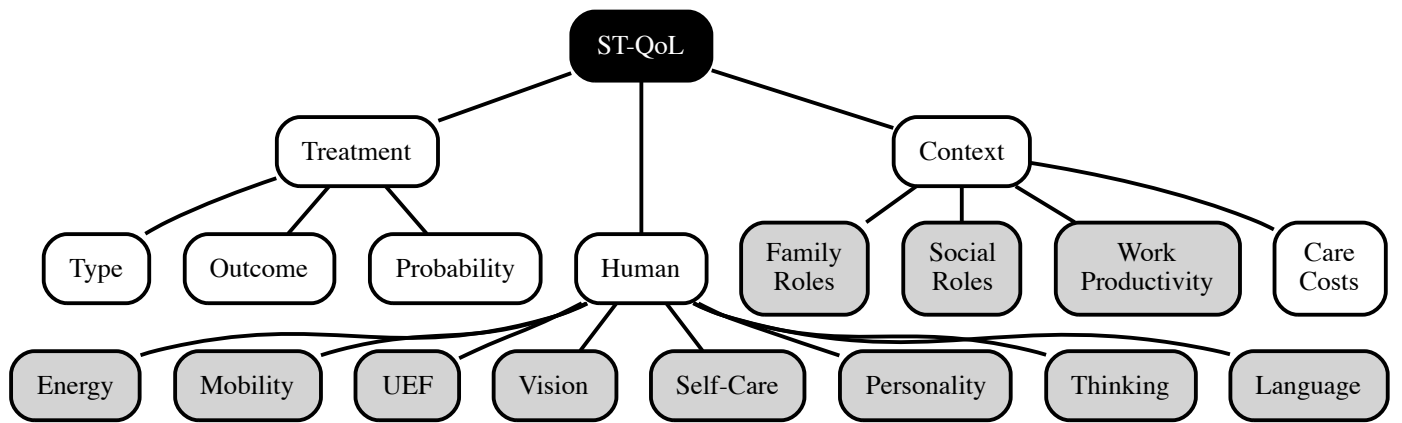 ST-QoL
Treatment
Context
Type
Outcome
Probability
Human
Family
Roles
Social
Roles
Work
Productivity
Care
Costs
Energy
Mobility
UEF
Vision
Self-Care
Personality
Thinking
Language